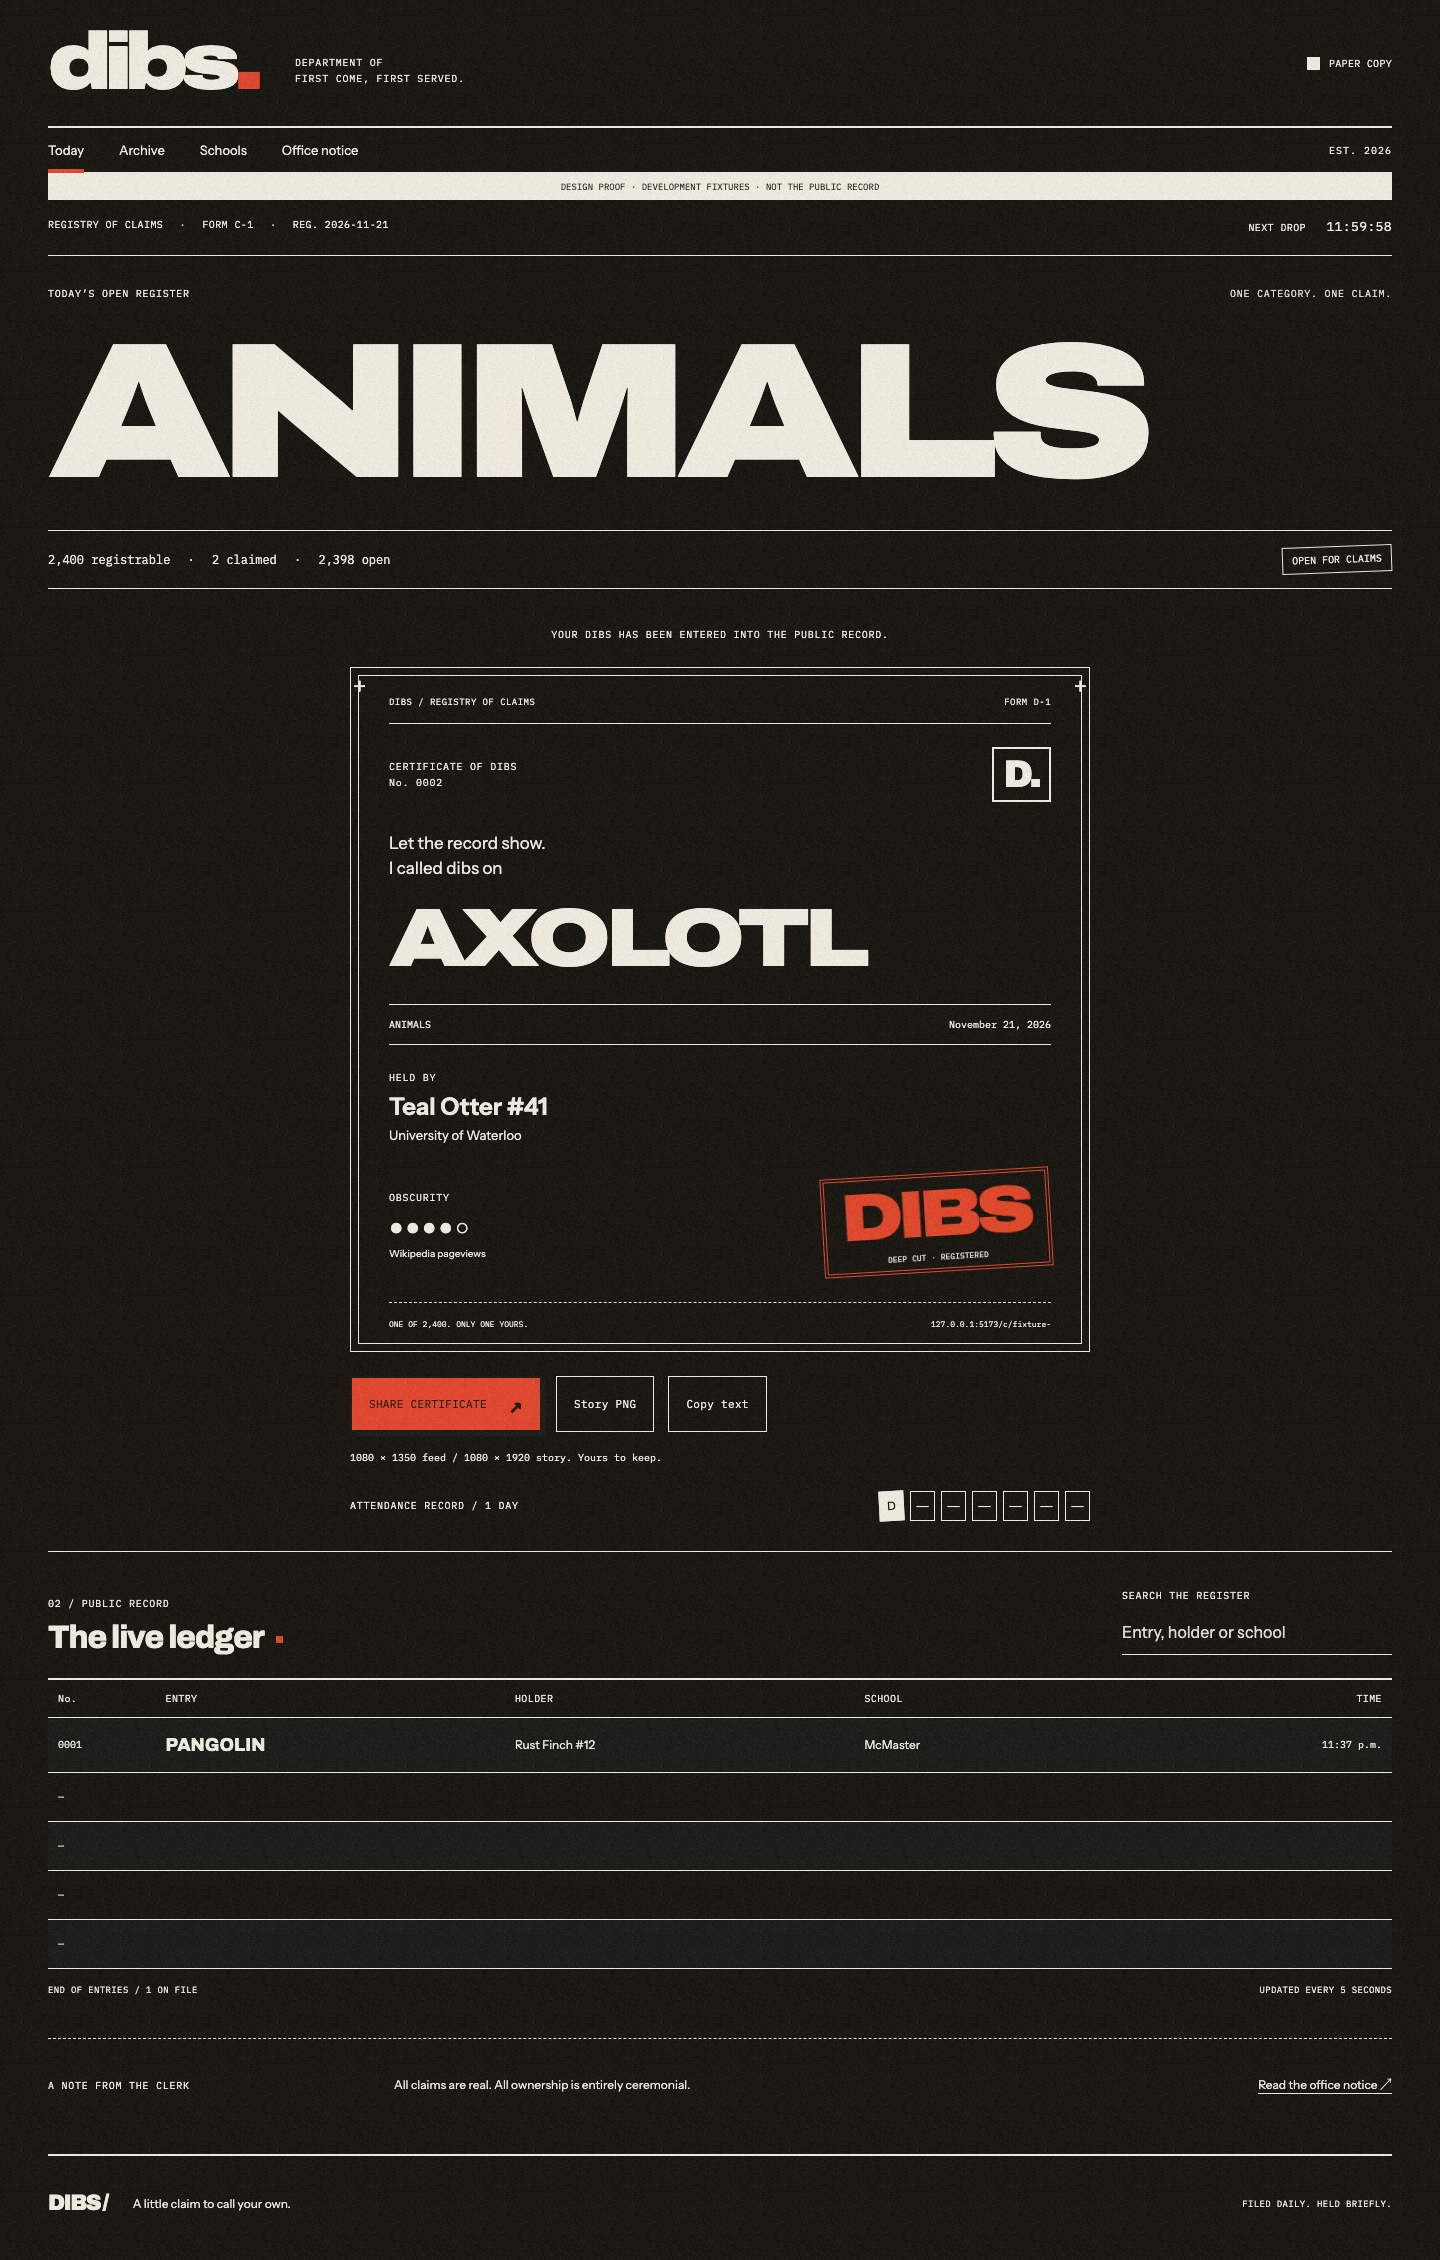 dibs.
DEPARTMENT OF
FIRST COME, FIRST SERVED.
PAPER COPY
Today Archive Schools Office notice EST. 2026
DESIGN PROOF · DEVELOPMENT FIXTURES · NOT THE PUBLIC RECORD
REGISTRY OF CLAIMS · FORM C-1 · REG. 2026-11-21 NEXT DROP 11:59:58
TODAY’S OPEN REGISTER ONE CATEGORY. ONE CLAIM.
ANIMALS
2,400 registrable · 2 claimed · 2,398 open OPEN FOR CLAIMS
YOUR DIBS HAS BEEN ENTERED INTO THE PUBLIC RECORD.
DIBS / REGISTRY OF CLAIMS FORM D-1
CERTIFICATE OF DIBS
No. 0002
D.
Let the record show.
I called dibs on
AXOLOTL
ANIMALS November 21, 2026
HELD BY
Teal Otter #41
University of Waterloo
OBSCURITY
Wikipedia pageviews
DIBS
DEEP CUT · REGISTERED
ONE OF 2,400. ONLY ONE YOURS. 127.0.0.1:5173/c/fixture-
SHARE CERTIFICATE ↗ Story PNG Copy text
1080 × 1350 feed / 1080 × 1920 story. Yours to keep.
ATTENDANCE RECORD / 1 DAY D — — — — — —
02 / PUBLIC RECORD
The live ledger
SEARCH THE REGISTER
Entry, holder or school
No. ENTRY HOLDER SCHOOL TIME
0001 PANGOLIN Rust Finch #12 McMaster 11:37 p.m.
—
—
—
—
END OF ENTRIES / 1 ON FILE UPDATED EVERY 5 SECONDS
A NOTE FROM THE CLERK All claims are real. All ownership is entirely ceremonial. Read the office notice ↗
DIBS/ A little claim to call your own. FILED DAILY. HELD BRIEFLY.